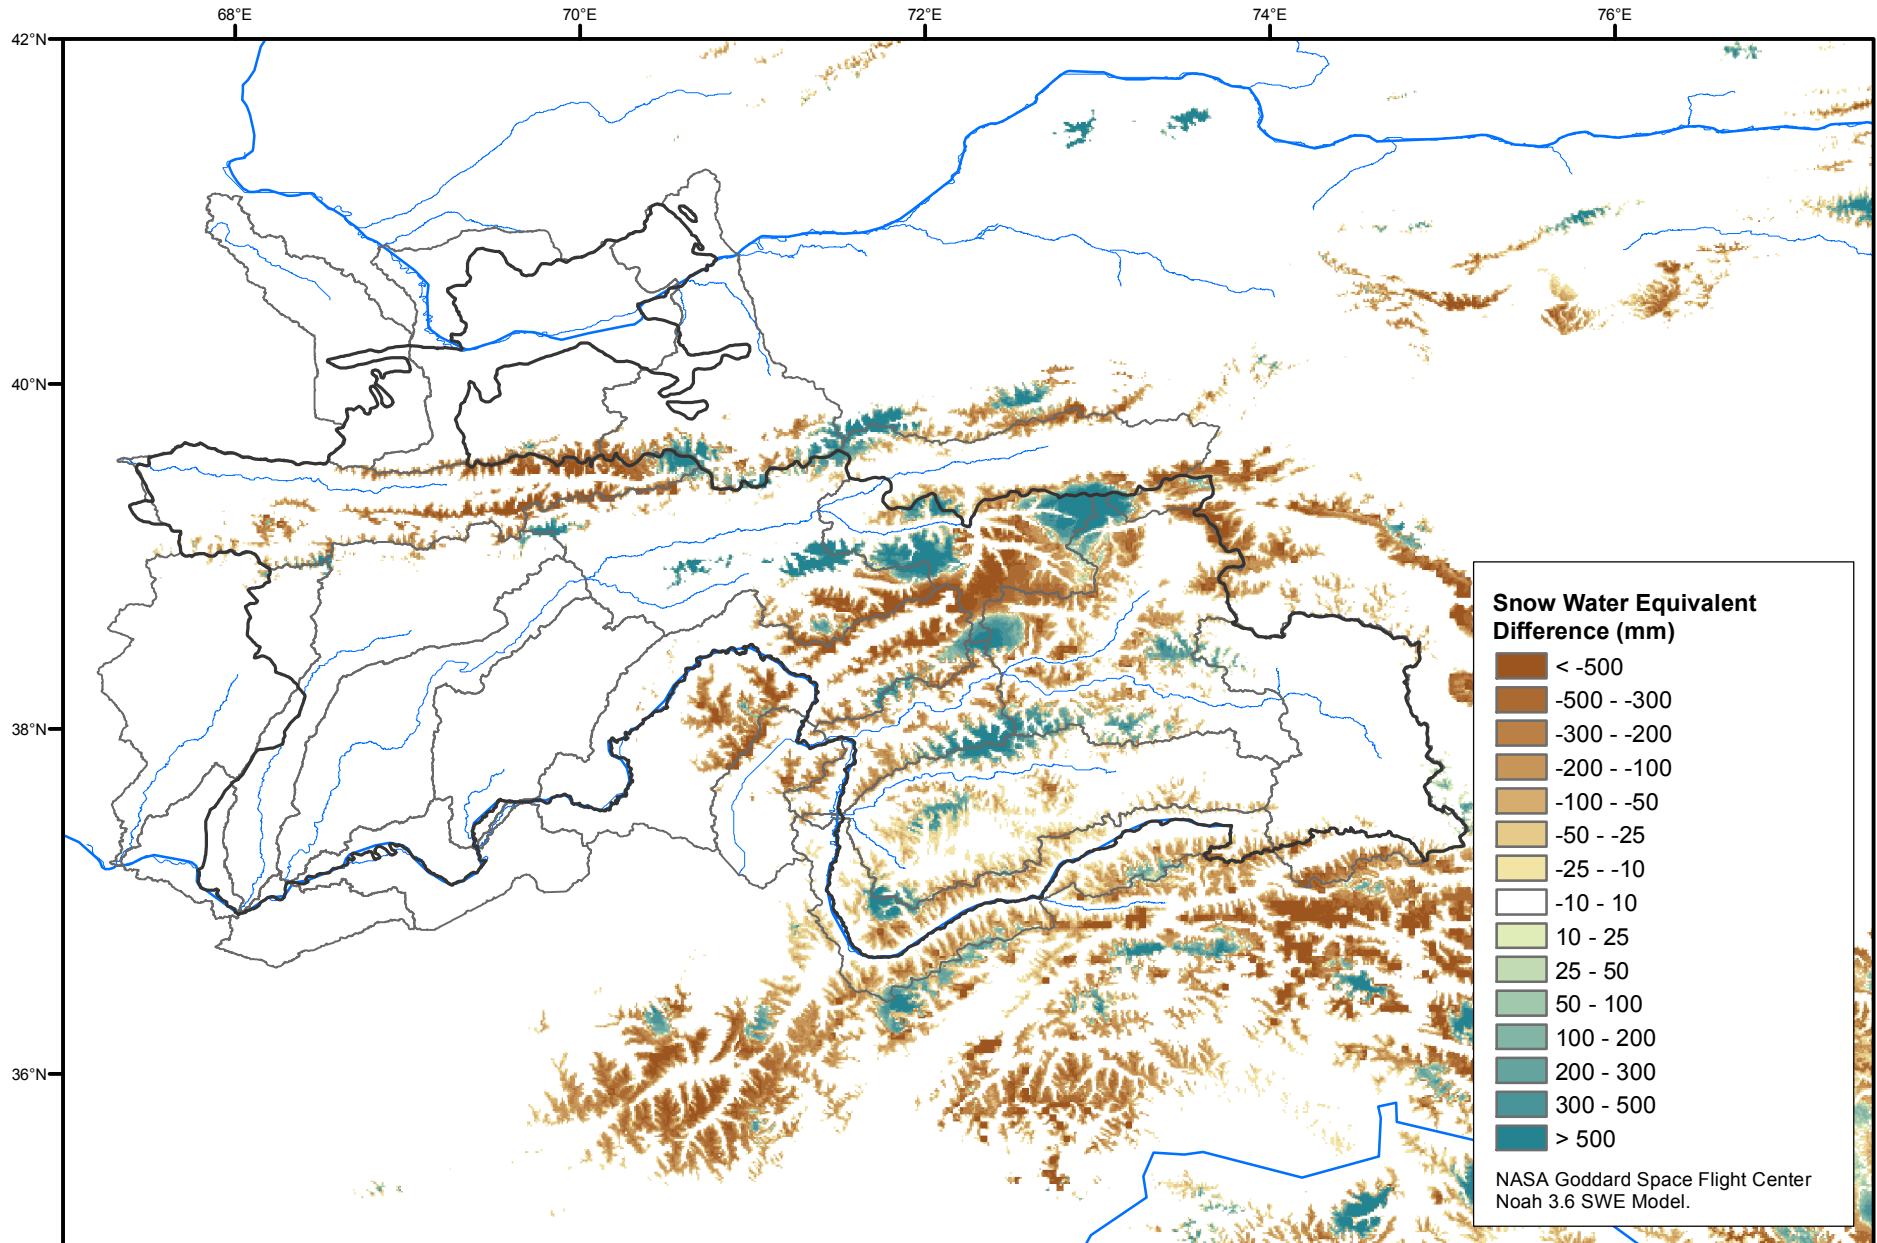 68°E 70°E 72°E 74°E 76°E
42°N
40°N
38°N
36°N
Snow Water Equivalent
Difference (mm)
< -500
-500 - -300
-300 - -200
-200 - -100
-100 - -50
-50 - -25
-25 - -10
-10 - 10
10 - 25
25 - 50
50 - 100
100 - 200
200 - 300
300 - 500
> 500
NASA Goddard Space Flight Center
Noah 3.6 SWE Model.